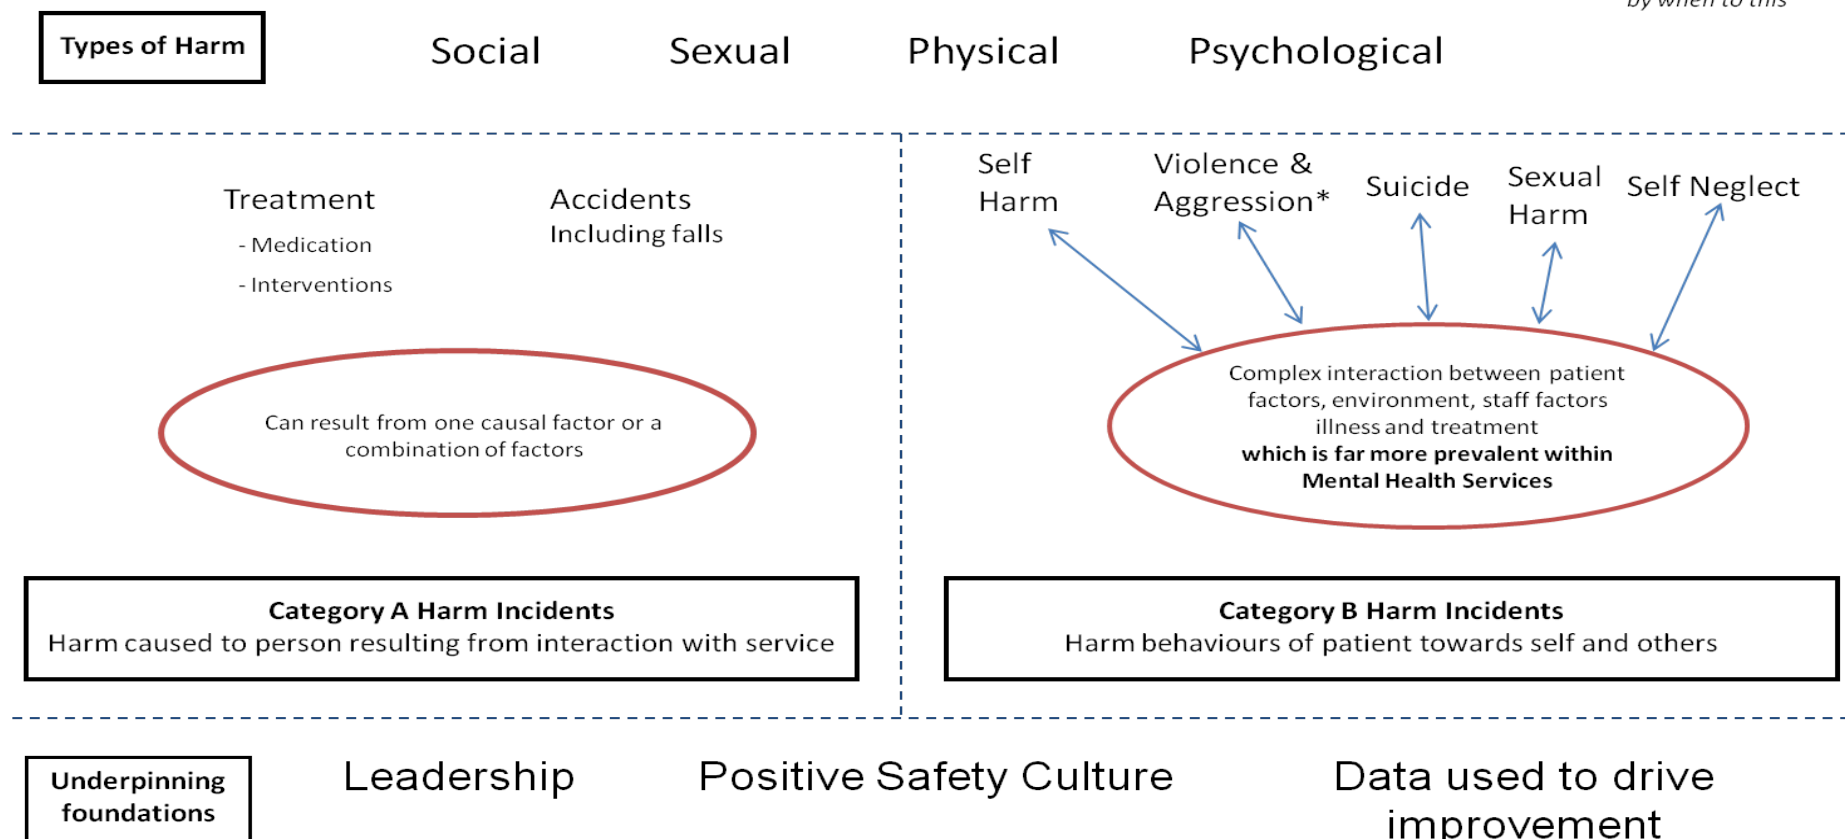 by when to this
Types of Harm
Social
Sexual
Physical
Psychological
Treatment
- Medication
- Interventions
Accidents
Including falls
Can result from one causal factor or a
combination of factors
Category A Harm Incidents
Harm caused to person resulting from interaction with service
Self
Harm
Violence &
Aggression*
Suicide
Sexual
Harm
Self Neglect
Complex interaction between patient
factors, environment, staff factors
illness and treatment
which is far more prevalent within
Mental Health Services
Category B Harm Incidents
Harm behaviours of patient towards self and others
Underpinning
foundations
Leadership
Positive Safety Culture
Data used to drive
improvement